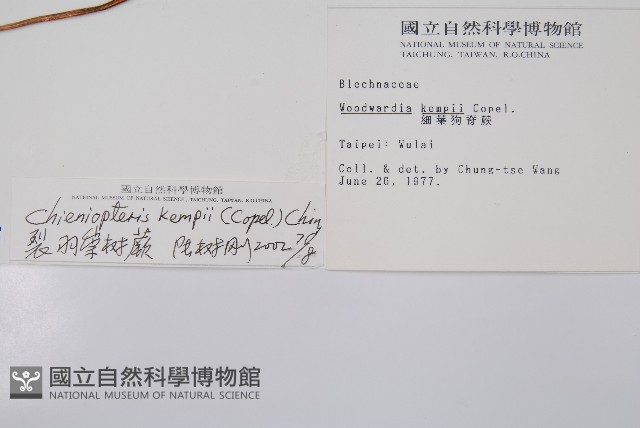 國立自然科學博物館
NATIONAL MUSEUM OF NATURAL SCIENCE
TAICHUNG, TAIWAN, R.O.CHINA
Blechnaceae
Woodwardia kempii Copel.
細葉狗脊蕨
Taipei: Wulai
Coll. & det. by Chung-tse Wang
June 26, 1977.
國立自然科學博物館
NATIONAL MUSEUM OF NATURAL SCIENCE, TAICHUNG, TAIWAN, R.O.CHINA
Chieniopteris kempii (Copel.) Ching
裂羽崇树蕨 陆树刚 2002
國立自然科學博物館
NATIONAL MUSEUM OF NATURAL SCIENCE